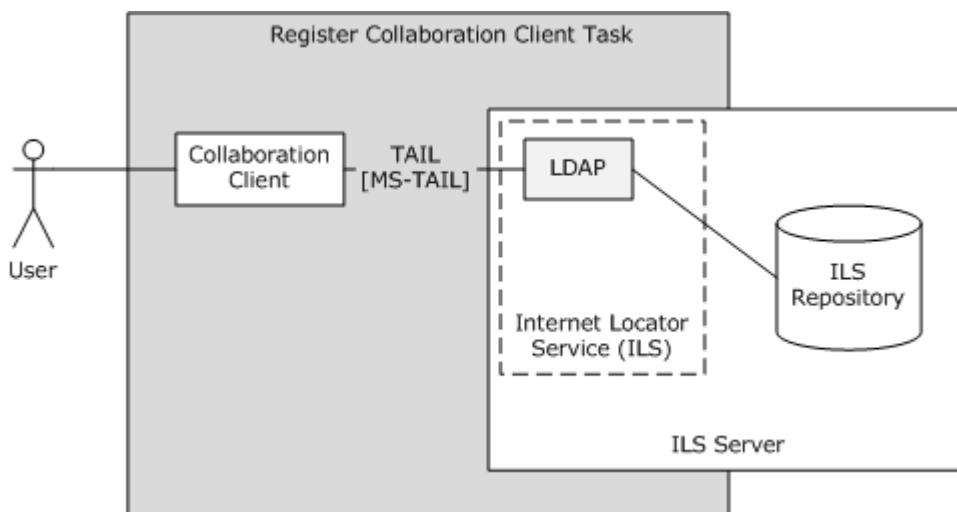 Register Collaboration Client Task
Collaboration
Client
TAIL
[MS-TAIL]
LDAP
User
ILS
Repository
Internet Locator
Service (ILS)
ILS Server